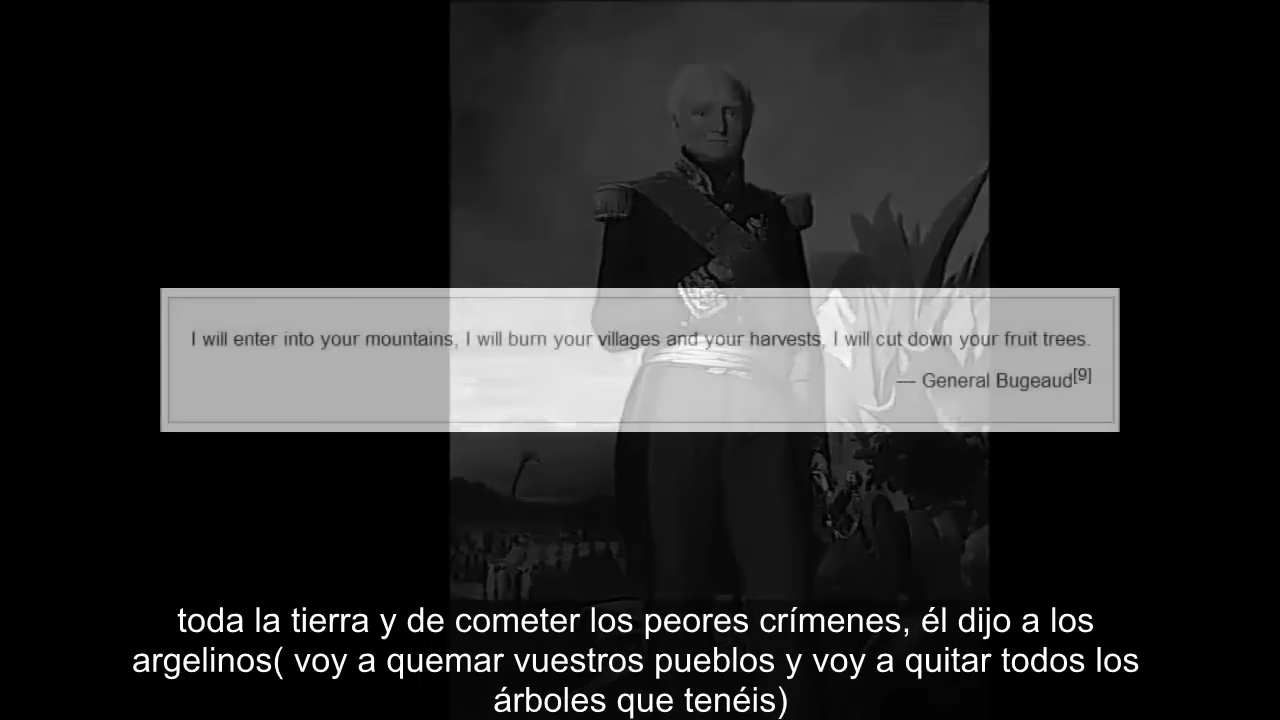 I will enter into your mountains, I will burn your villages and your harvests, I will cut down your fruit trees.
— General Bugeaud[9]
toda la tierra y de cometer los peores crímenes, él dijo a los
argelinos( voy a quemar vuestros pueblos y voy a quitar todos los
árboles que tenéis)